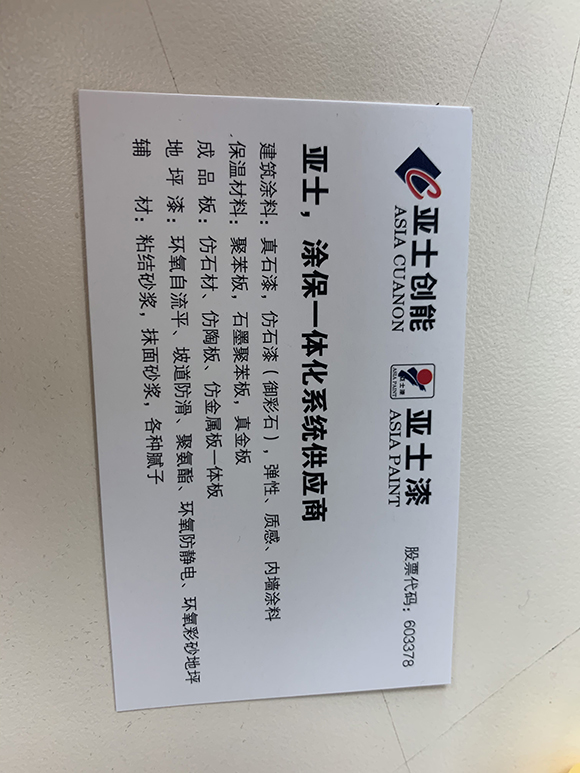 亚士创能 亚士漆 股票代码：603378
ASIA CUANON 亚士漆 ASIA PAINT ASIA PAINT
亚士，涂保一体化系统供应商
建筑涂料：真石漆，仿石漆（御彩石），弹性、质感、内墙涂料
保温材料：聚苯板，石墨聚苯板，真金板
成品板：仿石材、仿陶板、仿金属板一体板
地坪漆：环氧自流平、坡道防滑、聚氨酯、环氧防静电、环氧彩砂地坪
辅材：粘结砂浆，抹面砂浆，各种腻子